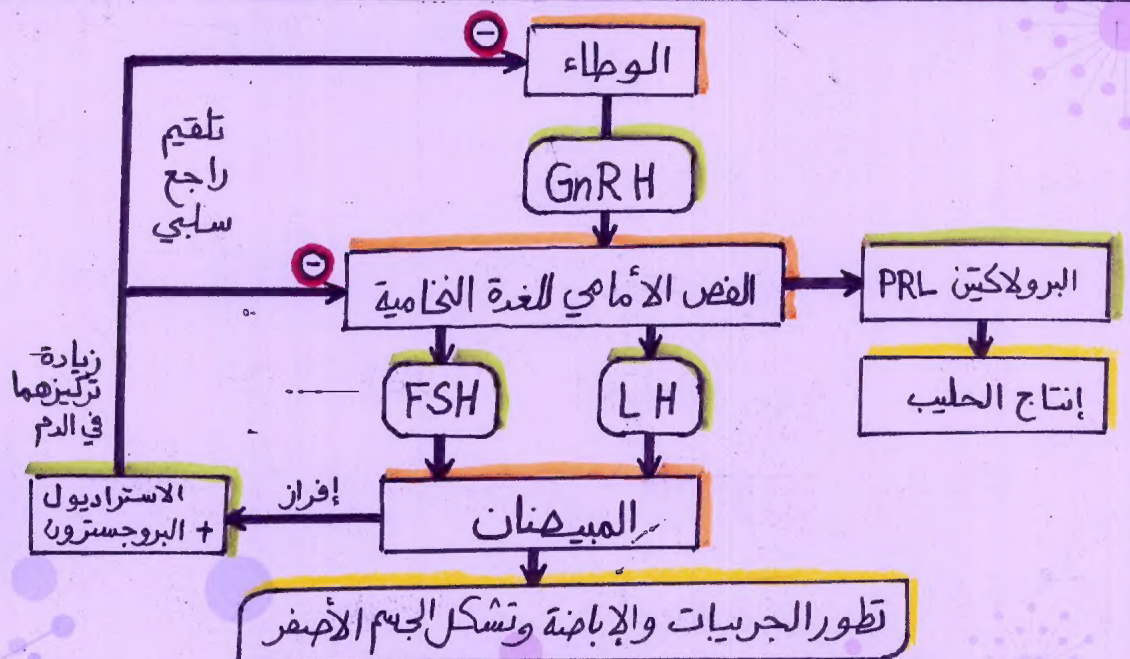 ⊖
الوطاء
تلقيم
راجع
سلبي
GnRH
⊖
الفص الأمامي للغدة النخامية
البرولاكتين PRL
FSH
LH
إنتاج الحليب
زيادة
تركيزهما
في الدم
الاستراديول
+ البروجسترون
إفراز
المبيضان
تطور الجريبات والإباضة وتشكل الجسم الأصفر